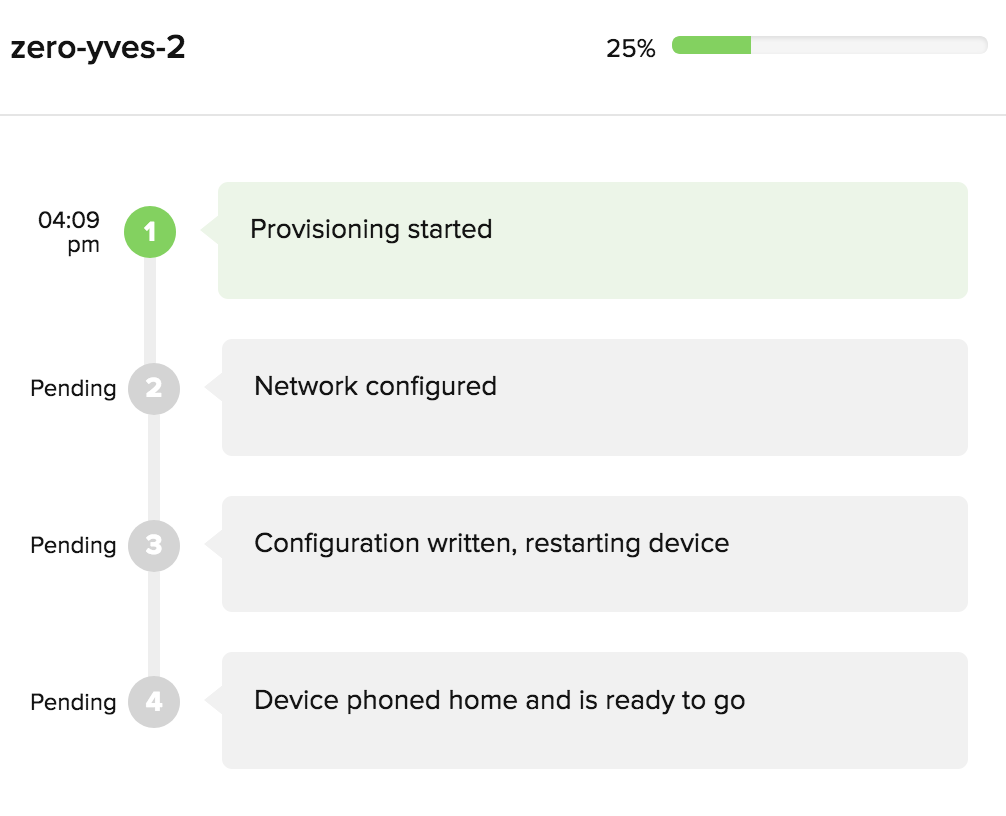 zero-yves-2
25%
04:09
pm
1
Provisioning started
Pending
2
Network configured
Pending
3
Configuration written, restarting device
Pending
4
Device phoned home and is ready to go